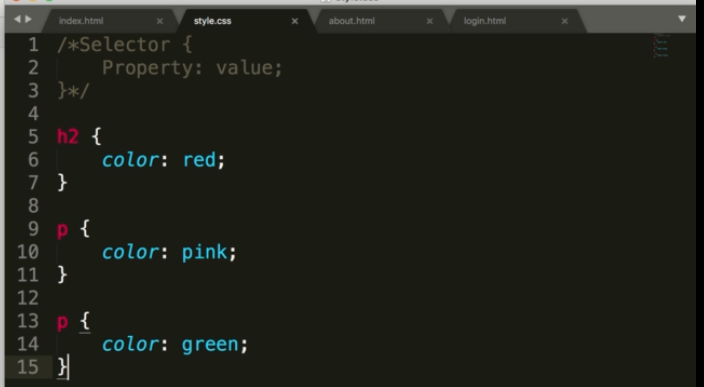 index.html × style.css × about.html × login.html ×
1 /*Selector {
2 Property: value;
3 }*/
4
5 h2 {
6 color: red;
7 }
8
9 p {
10 color: pink;
11 }
12
13 p {
14 color: green;
15 }